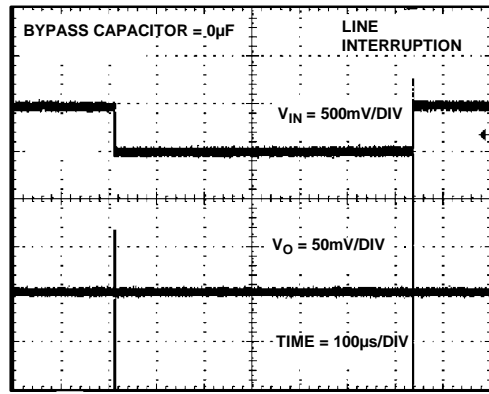 BYPASS CAPACITOR = .0µF
LINE
INTERRUPTION
V_IN = 500mV/DIV
V_O = 50mV/DIV
TIME = 100µs/DIV